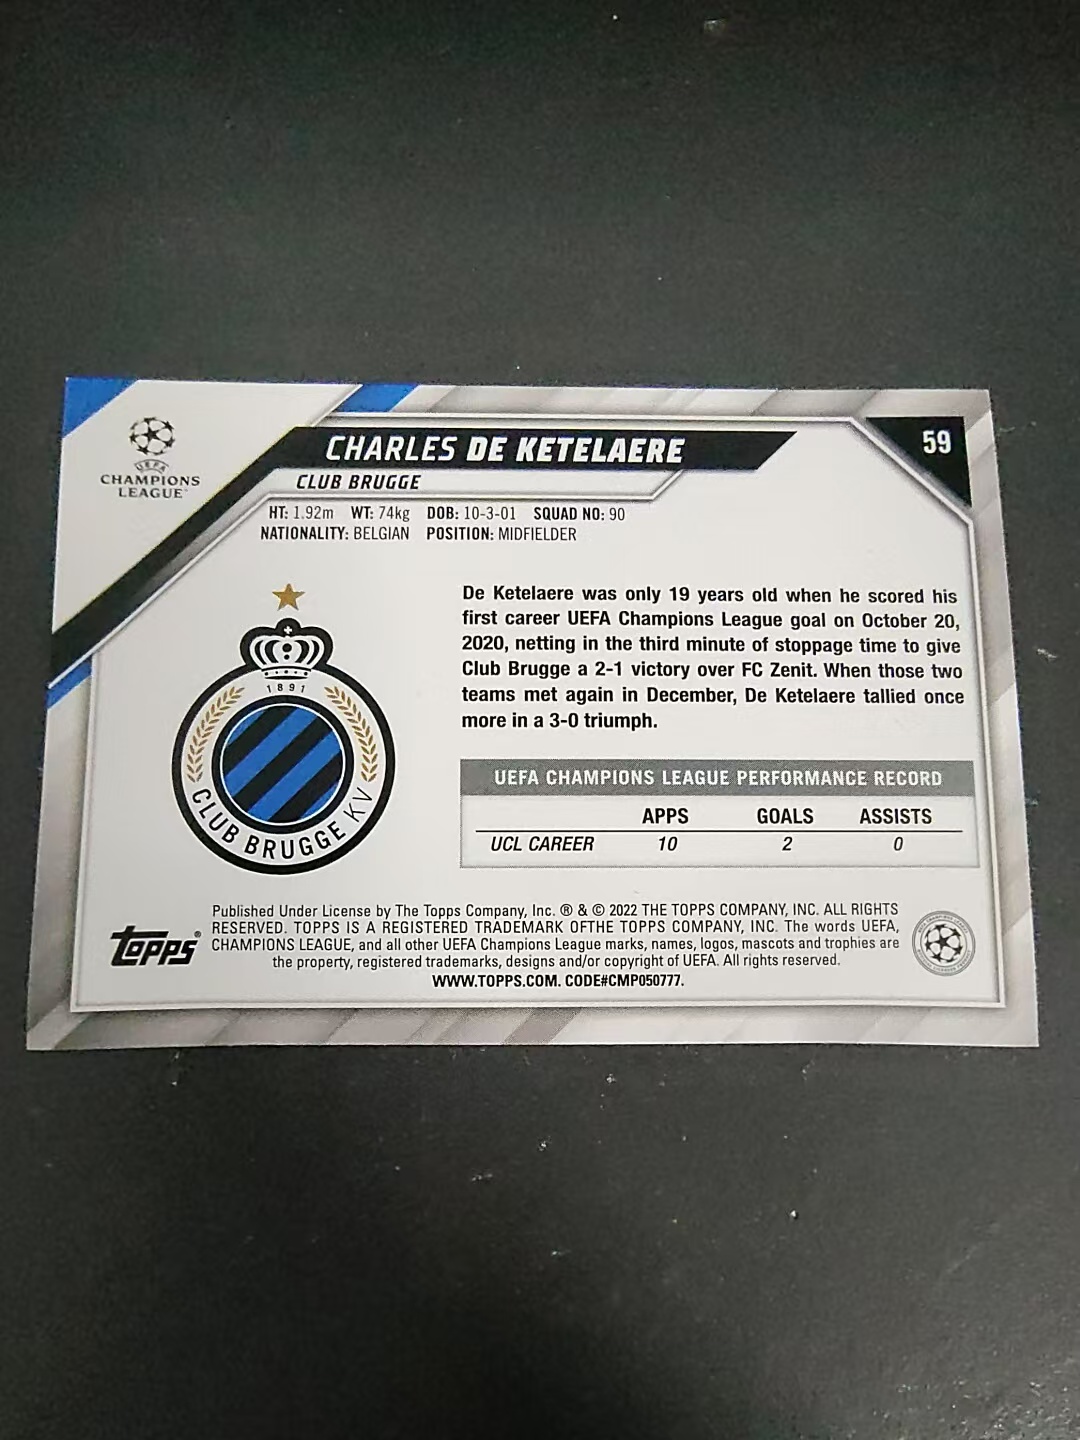 59
UEFA
CHAMPIONS
LEAGUE
CHARLES DE KETELAERE
CLUB BRUGGE
HT: 1.92m WT: 74kg DOB: 10-3-01 SQUAD NO: 90
NATIONALITY: BELGIAN POSITION: MIDFIELDER
1891
CLUB BRUGGE KV
De Ketelaere was only 19 years old when he scored his
first career UEFA Champions League goal on October 20,
2020, netting in the third minute of stoppage time to give
Club Brugge a 2-1 victory over FC Zenit. When those two
teams met again in December, De Ketelaere tallied once
more in a 3-0 triumph.
UEFA CHAMPIONS LEAGUE PERFORMANCE RECORD
APPS GOALS ASSISTS
UCL CAREER 10 2 0
Topps®
Published Under License by The Topps Company, Inc. ® & © 2022 THE TOPPS COMPANY, INC. ALL RIGHTS
RESERVED. TOPPS IS A REGISTERED TRADEMARK OFTHE TOPPS COMPANY, INC. The words UEFA,
CHAMPIONS LEAGUE, and all other UEFA Champions League marks, names, logos, mascots and trophies are
the property, registered trademarks, designs and/or copyright of UEFA. All rights reserved.
WWW.TOPPS.COM. CODE#CMP050777.